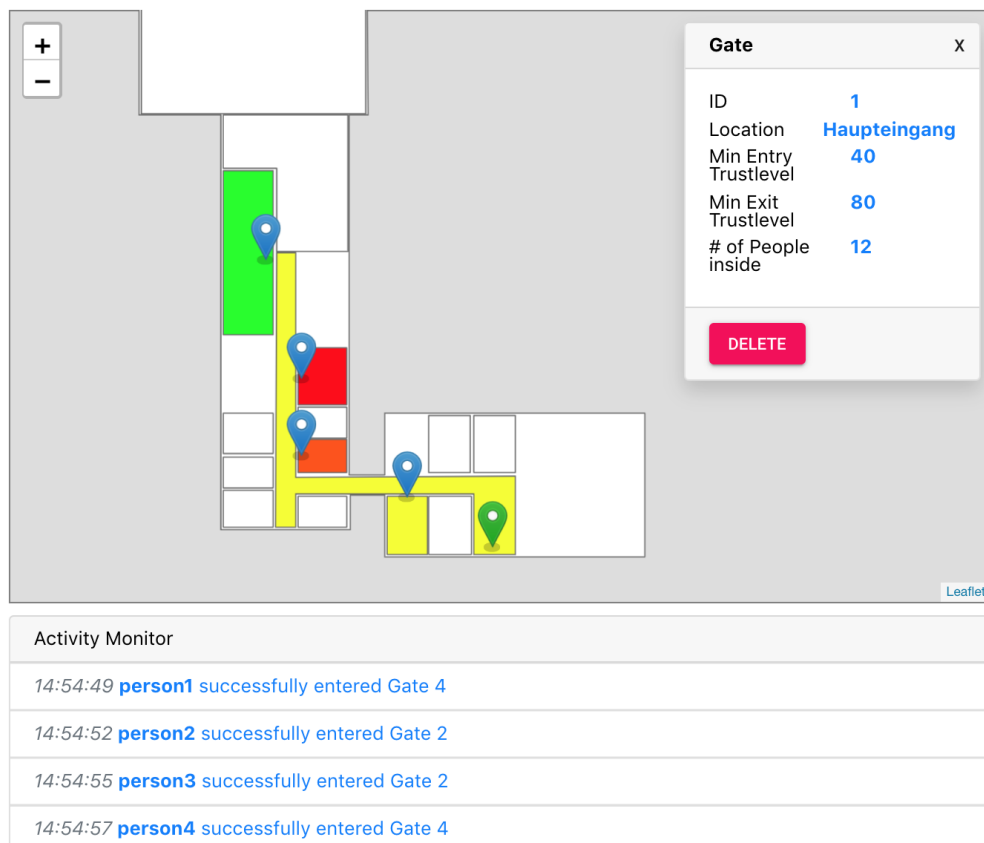 +
−
Gate X
ID 1
Location Haupteingang
Min Entry 40
Trustlevel
Min Exit 80
Trustlevel
# of People 12
inside
DELETE
Leaflet
Activity Monitor
14:54:49 person1 successfully entered Gate 4
14:54:52 person2 successfully entered Gate 2
14:54:55 person3 successfully entered Gate 2
14:54:57 person4 successfully entered Gate 4